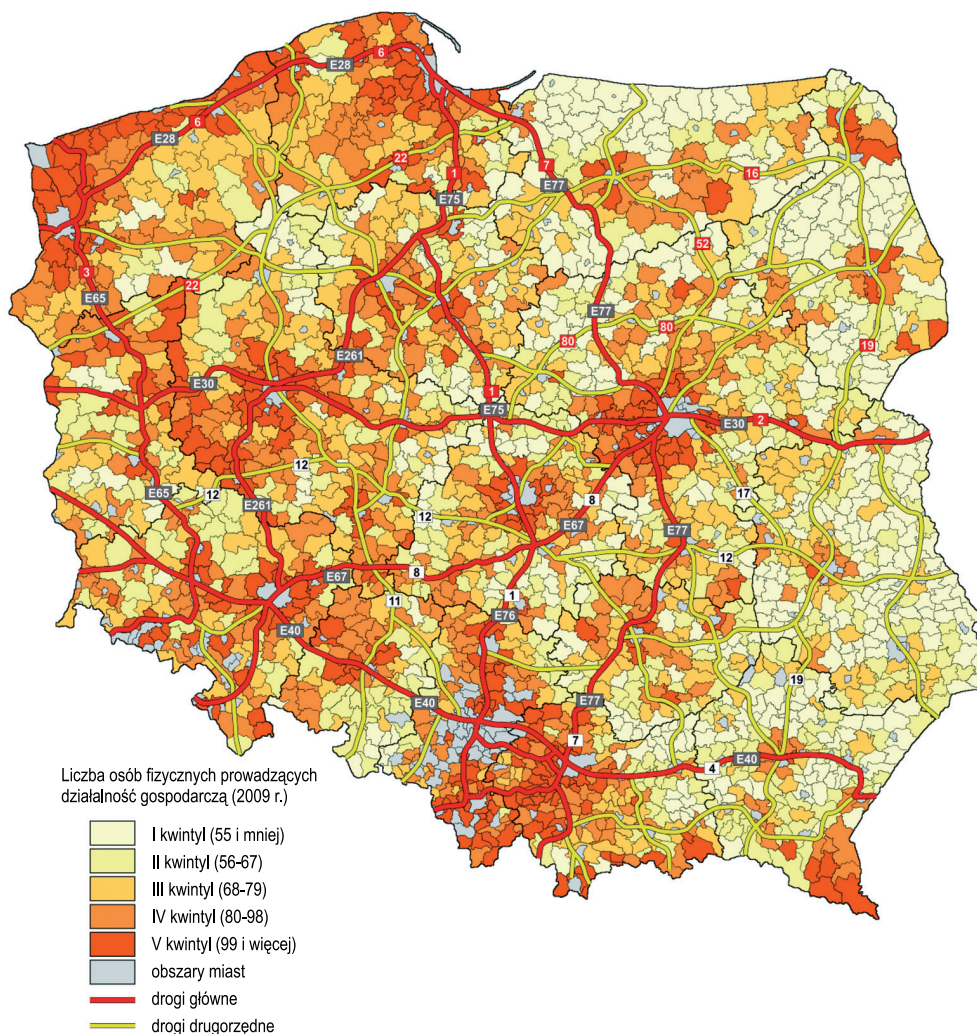 6
E28
6
E28
22
7
1
E77
16
E75
52
3
E65
22
E77
80
80
19
E261
E30
1
E75
E30
2
12
E65
12
E261
8
17
12
E67
E77
12
E67
8
11
1
E76
E40
19
E40
E77
7
4
E40
Liczba osób fizycznych prowadzących
działalność gospodarczą (2009 r.)
I kwintyl (55 i mniej)
II kwintyl (56-67)
III kwintyl (68-79)
IV kwintyl (80-98)
V kwintyl (99 i więcej)
obszary miast
drogi główne
drogi drugorzędne